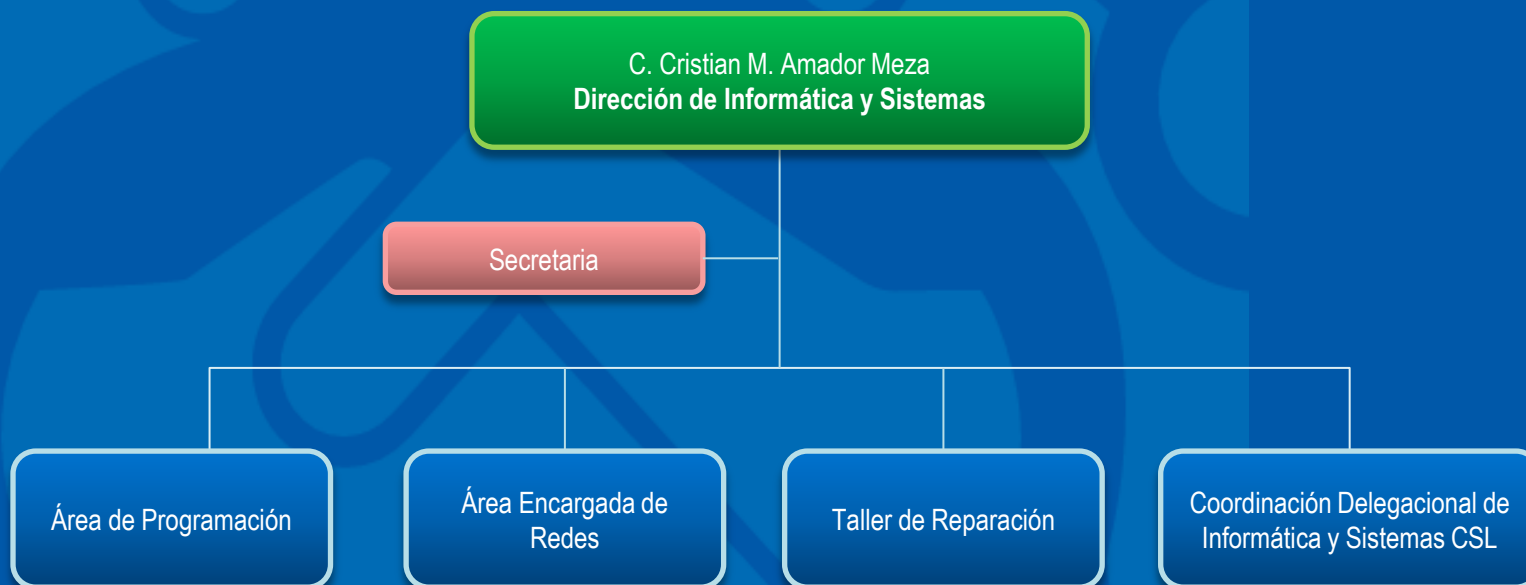 C. Cristian M. Amador Meza
Dirección de Informática y Sistemas
Secretaria
Área de Programación
Área Encargada de
Redes
Taller de Reparación
Coordinación Delegacional de
Informática y Sistemas CSL